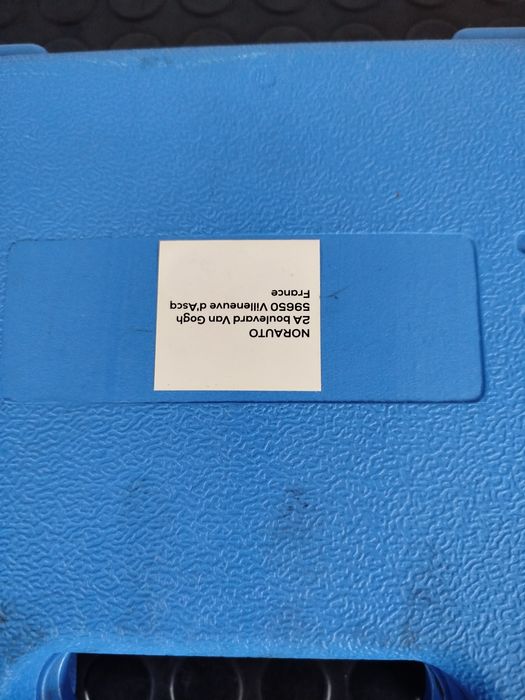 NORAUTO
2A boulevard Van Gogh
59650 Villeneuve d'Ascq
France